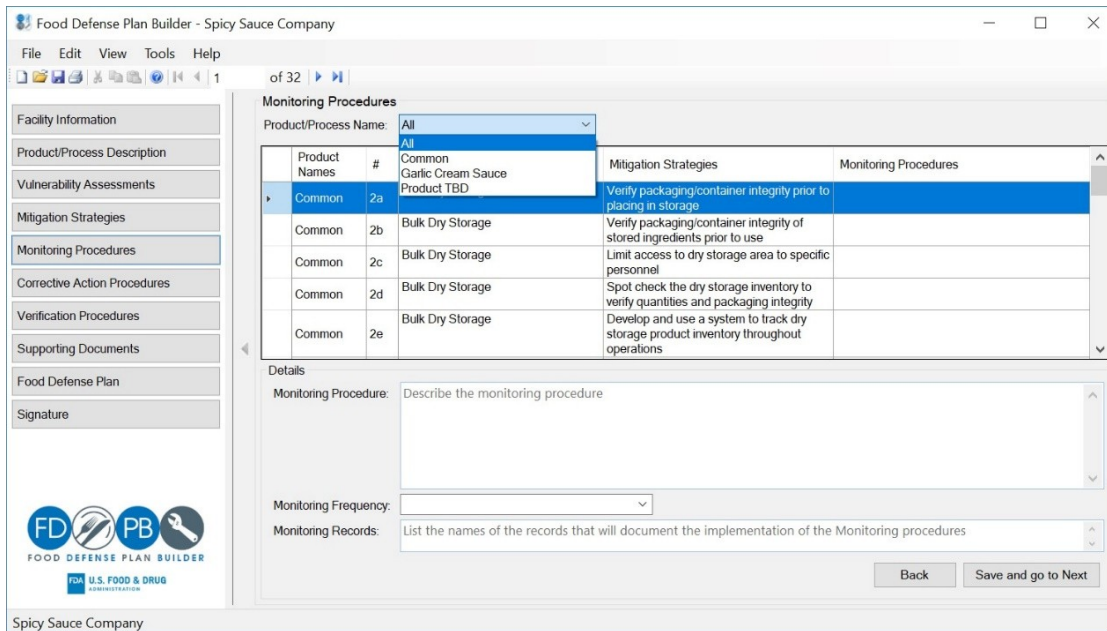 Food Defense Plan Builder - Spicy Sauce Company
File Edit View Tools Help
1 of 32
Facility Information
Product/Process Description
Vulnerability Assessments
Mitigation Strategies
Monitoring Procedures
Corrective Action Procedures
Verification Procedures
Supporting Documents
Food Defense Plan
Signature
FD PB
FOOD DEFENSE PLAN BUILDER
FDA U.S. FOOD & DRUG
ADMINISTRATION
Monitoring Procedures
Product/Process Name: All
All
Common
Garlic Cream Sauce
Product TBD
Product Names # Mitigation Strategies Monitoring Procedures
Common 2a Verify packaging/container integrity prior to
placing in storage
Common 2b Bulk Dry Storage Verify packaging/container integrity of
stored ingredients prior to use
Common 2c Bulk Dry Storage Limit access to dry storage area to specific
personnel
Common 2d Bulk Dry Storage Spot check the dry storage inventory to
verify quantities and packaging integrity
Common 2e Bulk Dry Storage Develop and use a system to track dry
storage product inventory throughout
operations
Details
Monitoring Procedure: Describe the monitoring procedure
Monitoring Frequency:
Monitoring Records: List the names of the records that will document the implementation of the Monitoring procedures
Back Save and go to Next
Spicy Sauce Company